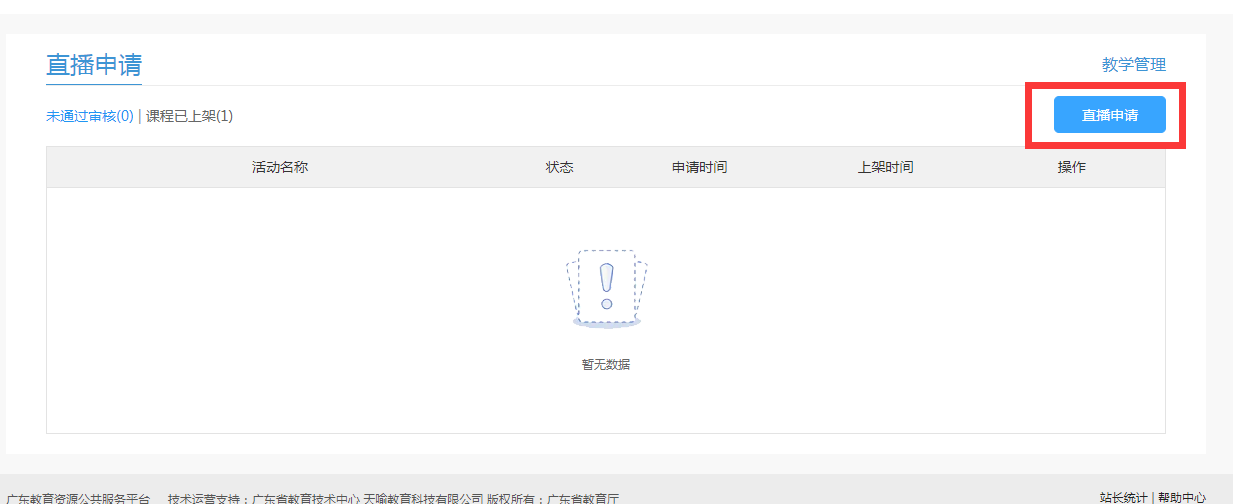 直播申请
教学管理
未通过审核(0) | 课程已上架(1)
直播申请
活动名称 状态 申请时间 上架时间 操作
暂无数据
广东教育资源公共服务平台 技术运营支持：广东省教育技术中心 天喻教育科技有限公司 版权所有：广东省教育厅
站长统计 | 帮助中心